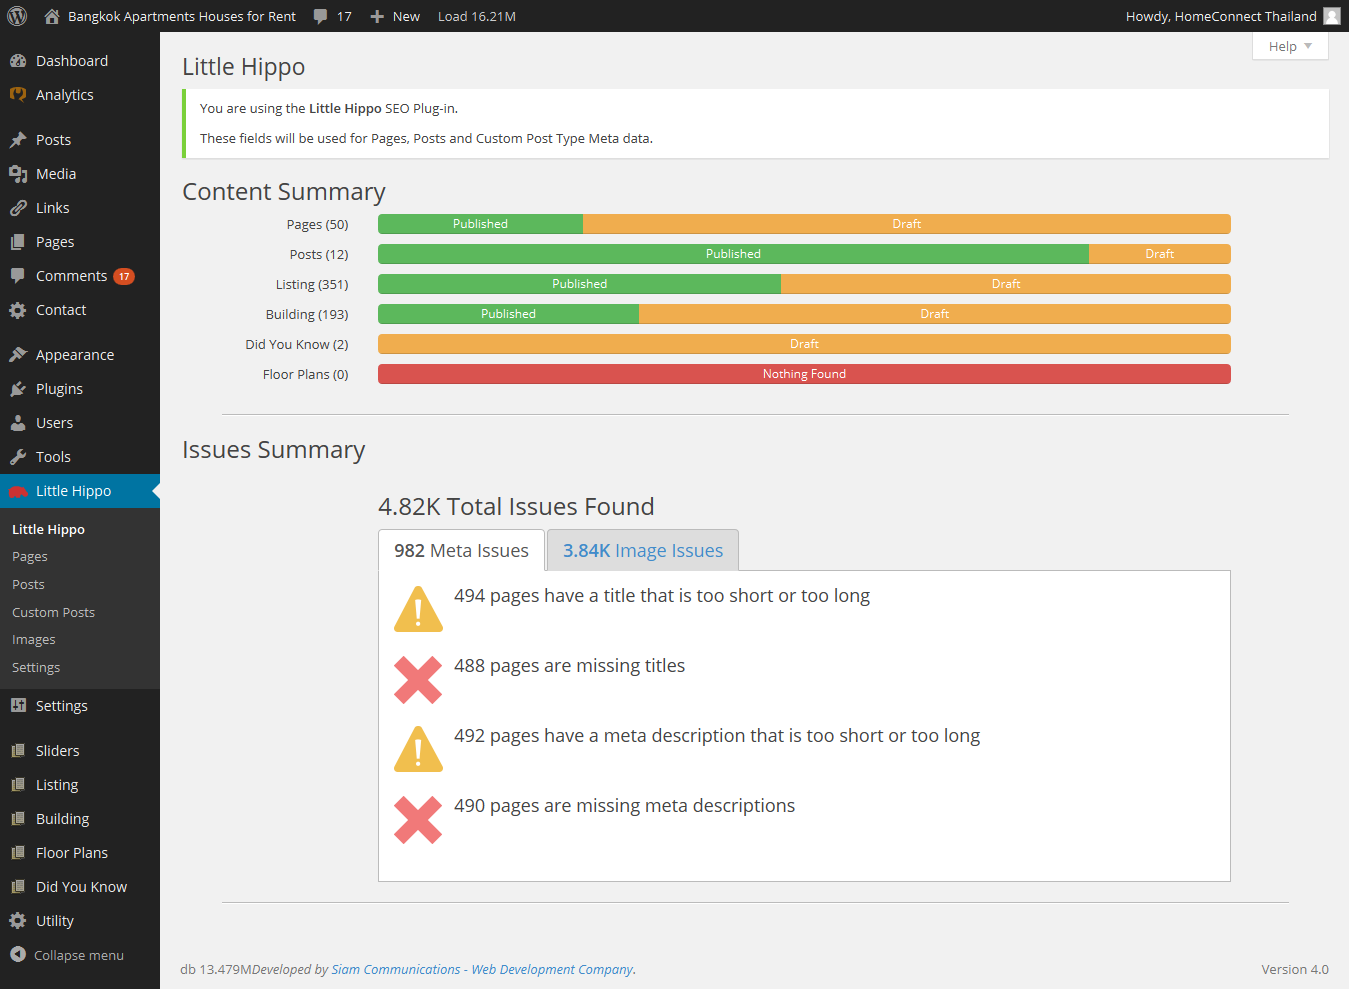 Bangkok Apartments Houses for Rent 17 New Load 16.21M Howdy, HomeConnect Thailand
Help
Dashboard
Analytics
Posts
Media
Links
Pages
Comments 17
Contact
Appearance
Plugins
Users
Tools
Little Hippo
Little Hippo
Pages
Posts
Custom Posts
Images
Settings
Settings
Sliders
Listing
Building
Floor Plans
Did You Know
Utility
Collapse menu
Little Hippo
You are using the Little Hippo SEO Plug-in.
These fields will be used for Pages, Posts and Custom Post Type Meta data.
Content Summary
Pages (50) Published Draft
Posts (12) Published Draft
Listing (351) Published Draft
Building (193) Published Draft
Did You Know (2) Draft
Floor Plans (0) Nothing Found
Issues Summary
4.82K Total Issues Found
982 Meta Issues 3.84K Image Issues
494 pages have a title that is too short or too long
488 pages are missing titles
492 pages have a meta description that is too short or too long
490 pages are missing meta descriptions
db 13.479MDeveloped by Siam Communications - Web Development Company. Version 4.0